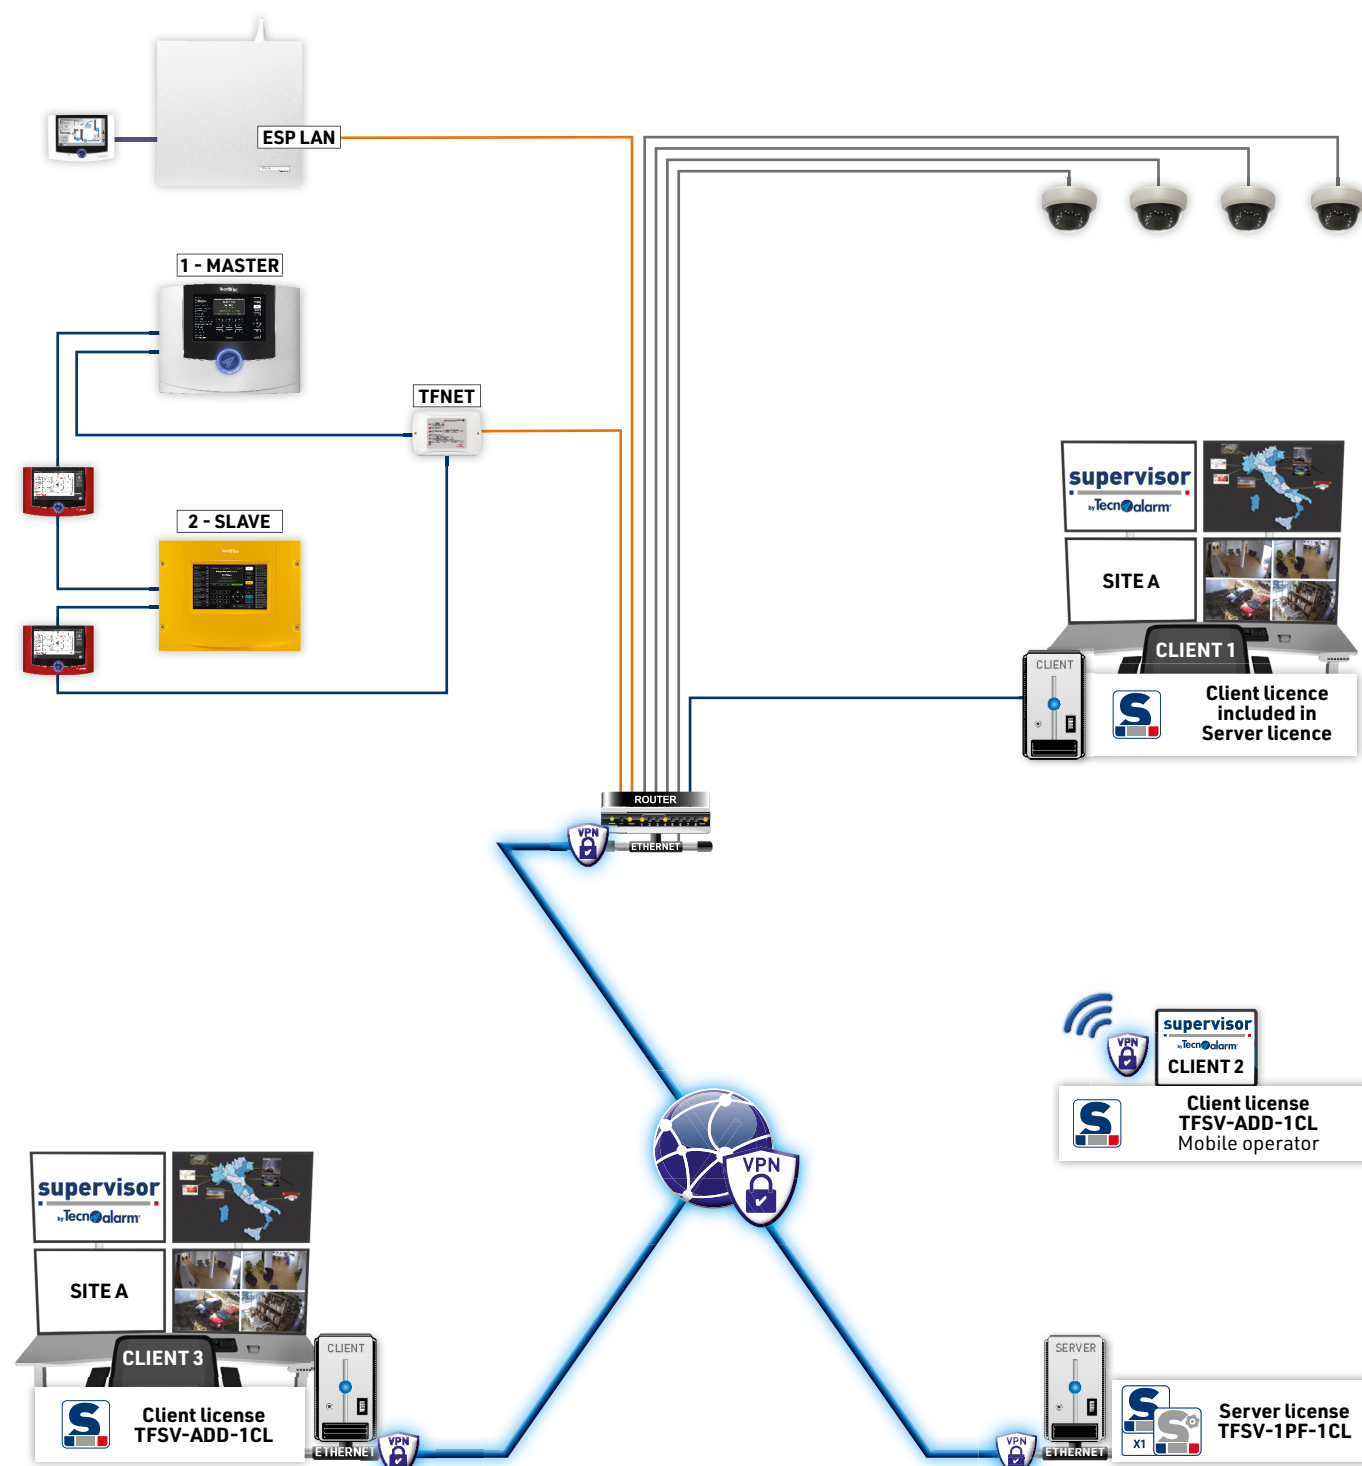 ESP LAN
1 - MASTER
TFNET
2 - SLAVE
supervisor
by Tecnoalarm
SITE A
CLIENT 1
CLIENT
Client licence
included in
Server licence
ROUTER
VPN
ETHERNET
supervisor
by Tecnoalarm
VPN
CLIENT 2
Client license
TFSV-ADD-1CL
Mobile operator
VPN
supervisor
by Tecnoalarm
SITE A
CLIENT 3
CLIENT
Client license
TFSV-ADD-1CL
ETHERNET
VPN
SERVER
X1
Server license
TFSV-1PF-1CL
VPN
ETHERNET